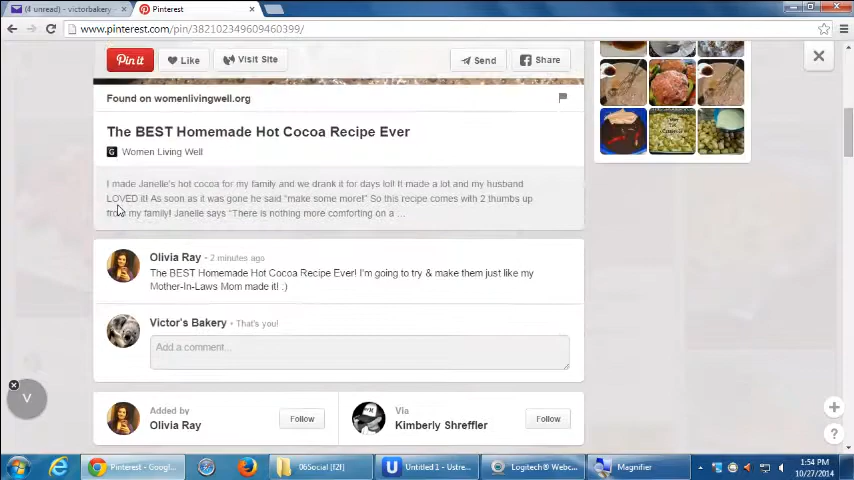 (4 unread) - victorbakery -
Pinterest
www.pinterest.com/pin/382102349609460399/
Pin it
Like
Visit Site
Send
Share
Found on womenlivingwell.org
The BEST Homemade Hot Cocoa Recipe Ever
Women Living Well
I made Janelle's hot cocoa for my family and we drank it for days lol! It made a lot and my husband
LOVED it! As soon as it was gone he said "make some more!" So this recipe comes with 2 thumbs up
from my family! Janelle says "There is nothing more comforting on a ...
Olivia Ray • 2 minutes ago
The BEST Homemade Hot Cocoa Recipe Ever! I'm going to try & make them just like my
Mother-In-Laws Mom made it! :)
Victor's Bakery • That's you!
Add a comment...
V
Added by
Olivia Ray
Follow
Via
Kimberly Shreffler
Follow
?
Pinterest - Googl...
06Social [f2f]
Untitled 1 - Ustre...
Logitech® Webc...
Magnifier
1:54 PM
10/27/2014